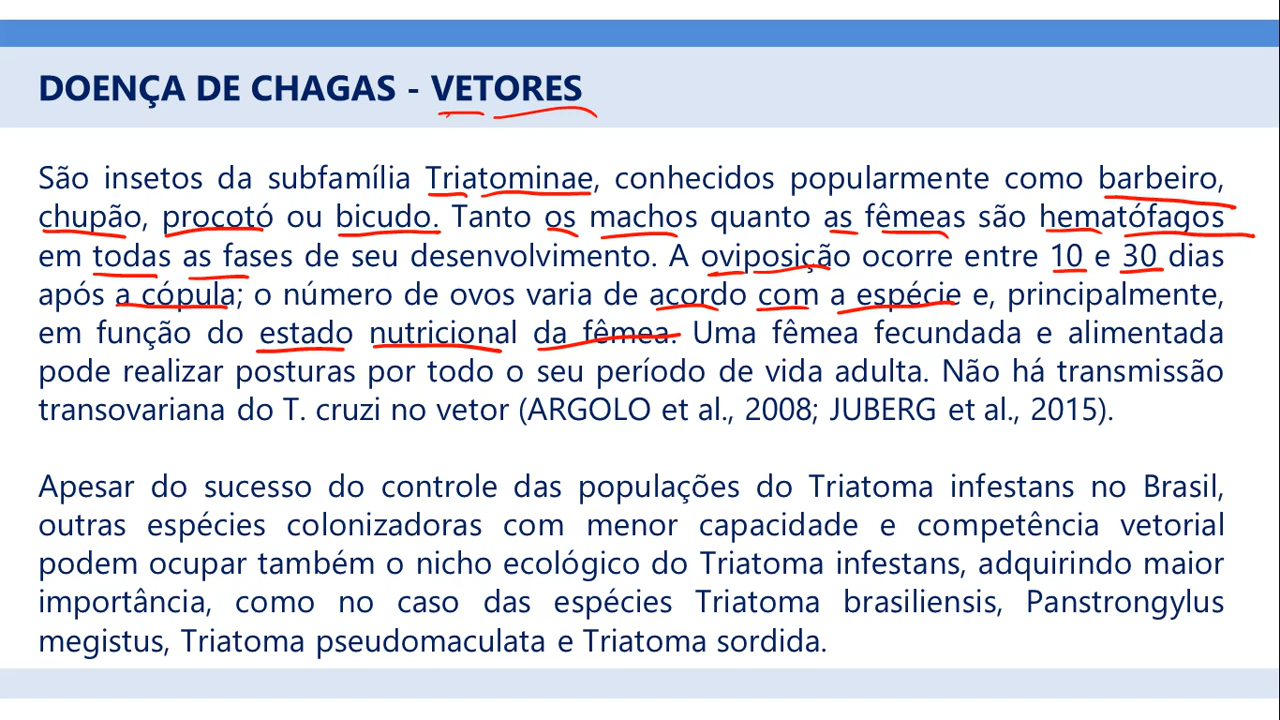 DOENÇA DE CHAGAS - VETORES
São insetos da subfamília Triatominae, conhecidos popularmente como barbeiro,
chupão, procotó ou bicudo. Tanto os machos quanto as fêmeas são hematófagos
em todas as fases de seu desenvolvimento. A oviposição ocorre entre 10 e 30 dias
após a cópula; o número de ovos varia de acordo com a espécie e, principalmente,
em função do estado nutricional da fêmea. Uma fêmea fecundada e alimentada
pode realizar posturas por todo o seu período de vida adulta. Não há transmissão
transovariana do T. cruzi no vetor (ARGOLO et al., 2008; JUBERG et al., 2015).
Apesar do sucesso do controle das populações do Triatoma infestans no Brasil,
outras espécies colonizadoras com menor capacidade e competência vetorial
podem ocupar também o nicho ecológico do Triatoma infestans, adquirindo maior
importância, como no caso das espécies Triatoma brasiliensis, Panstrongylus
megistus, Triatoma pseudomaculata e Triatoma sordida.